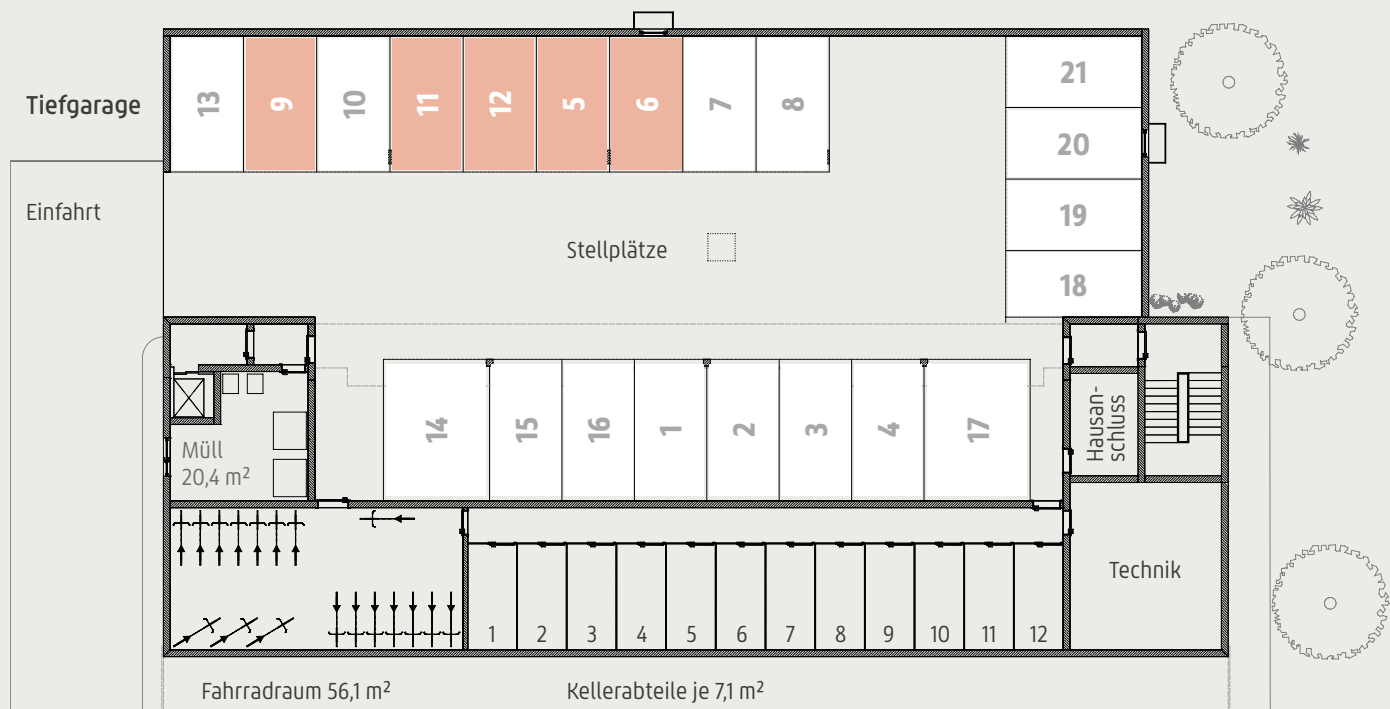 Tiefgarage
13 9 10 11 12 5 6 7 8
21
20
19
18
Einfahrt
Stellplätze
14 15 16 1 2 3 4 17
Hausan-
schluss
Müll
20,4 m²
Technik
1 2 3 4 5 6 7 8 9 10 11 12
Fahrradraum 56,1 m²
Kellerabteile je 7,1 m²